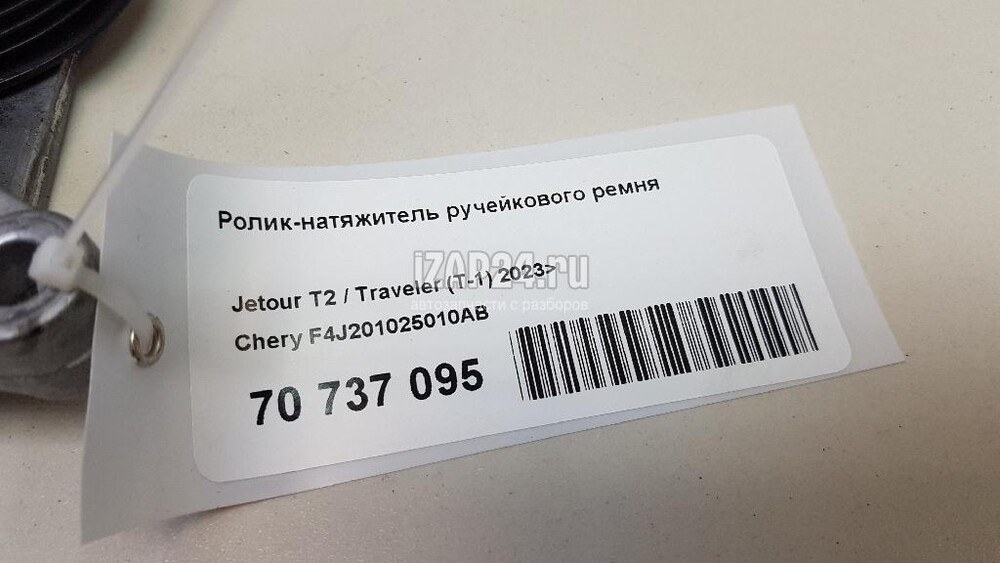 Ролик-натяжитель ручейкового ремня
Jetour T2 / Traveler (T-1) 2023>
Chery F4J201025010AB
70 737 095
iZAP24.ru
автозапчасти с разборов